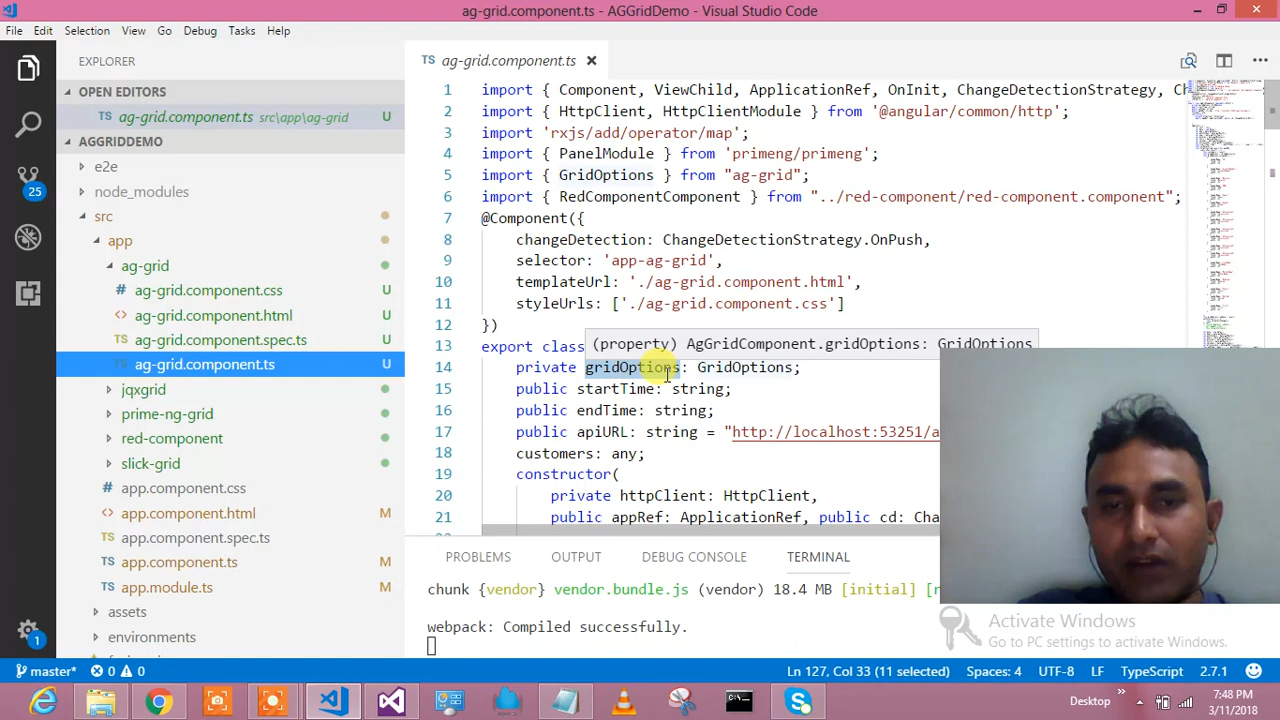 ag-grid.component.ts - AGGridDemo - Visual Studio Code
File Edit Selection View Go Debug Tasks Help
EXPLORER
OPEN EDITORS
TS ag-grid.component.ts src\app\ag-grid U
AGGRIDDEMO
e2e
node_modules
src
app
ag-grid
# ag-grid.component.css U
<> ag-grid.component.html U
TS ag-grid.component.spec.ts U
TS ag-grid.component.ts U
jqxgrid
prime-ng-grid
red-component
slick-grid
# app.component.css
<> app.component.html M
TS app.component.spec.ts
TS app.component.ts M
TS app.module.ts M
assets
environments
25
1
TS ag-grid.component.ts
1 import { Component, ViewChild, ApplicationRef, OnInit, ChangeDetectionStrategy, Ch
2 import { HttpClient, HttpClientModule } from '@angular/common/http';
3 import 'rxjs/add/operator/map';
4 import { PanelModule } from 'primeng/primeng';
5 import { GridOptions } from "ag-grid";
6 import { RedComponentComponent } from "../red-component/red-component.component";
7 @Component({
8 changeDetection: ChangeDetectionStrategy.OnPush,
9 selector: 'app-ag-grid',
10 templateUrl: './ag-grid.component.html',
11 styleUrls: ['./ag-grid.component.css']
12 })
(property) AgGridComponent.gridOptions: GridOptions
13 export class
14 private gridOptions: GridOptions;
15 public startTime: string;
16 public endTime: string;
17 public apiURL: string = "http://localhost:53251/a
18 customers: any;
19 constructor(
20 private httpClient: HttpClient,
21 public appRef: ApplicationRef, public cd: Cha
PROBLEMS OUTPUT DEBUG CONSOLE TERMINAL
chunk {vendor} vendor.bundle.js (vendor) 18.4 MB [initial] [r
webpack: Compiled successfully.
Activate Windows
Go to PC settings to activate Windows.
master* 0 0 Ln 127, Col 33 (11 selected) Spaces: 4 UTF-8 LF TypeScript 2.7.1
Desktop
7:48 PM
3/11/2018